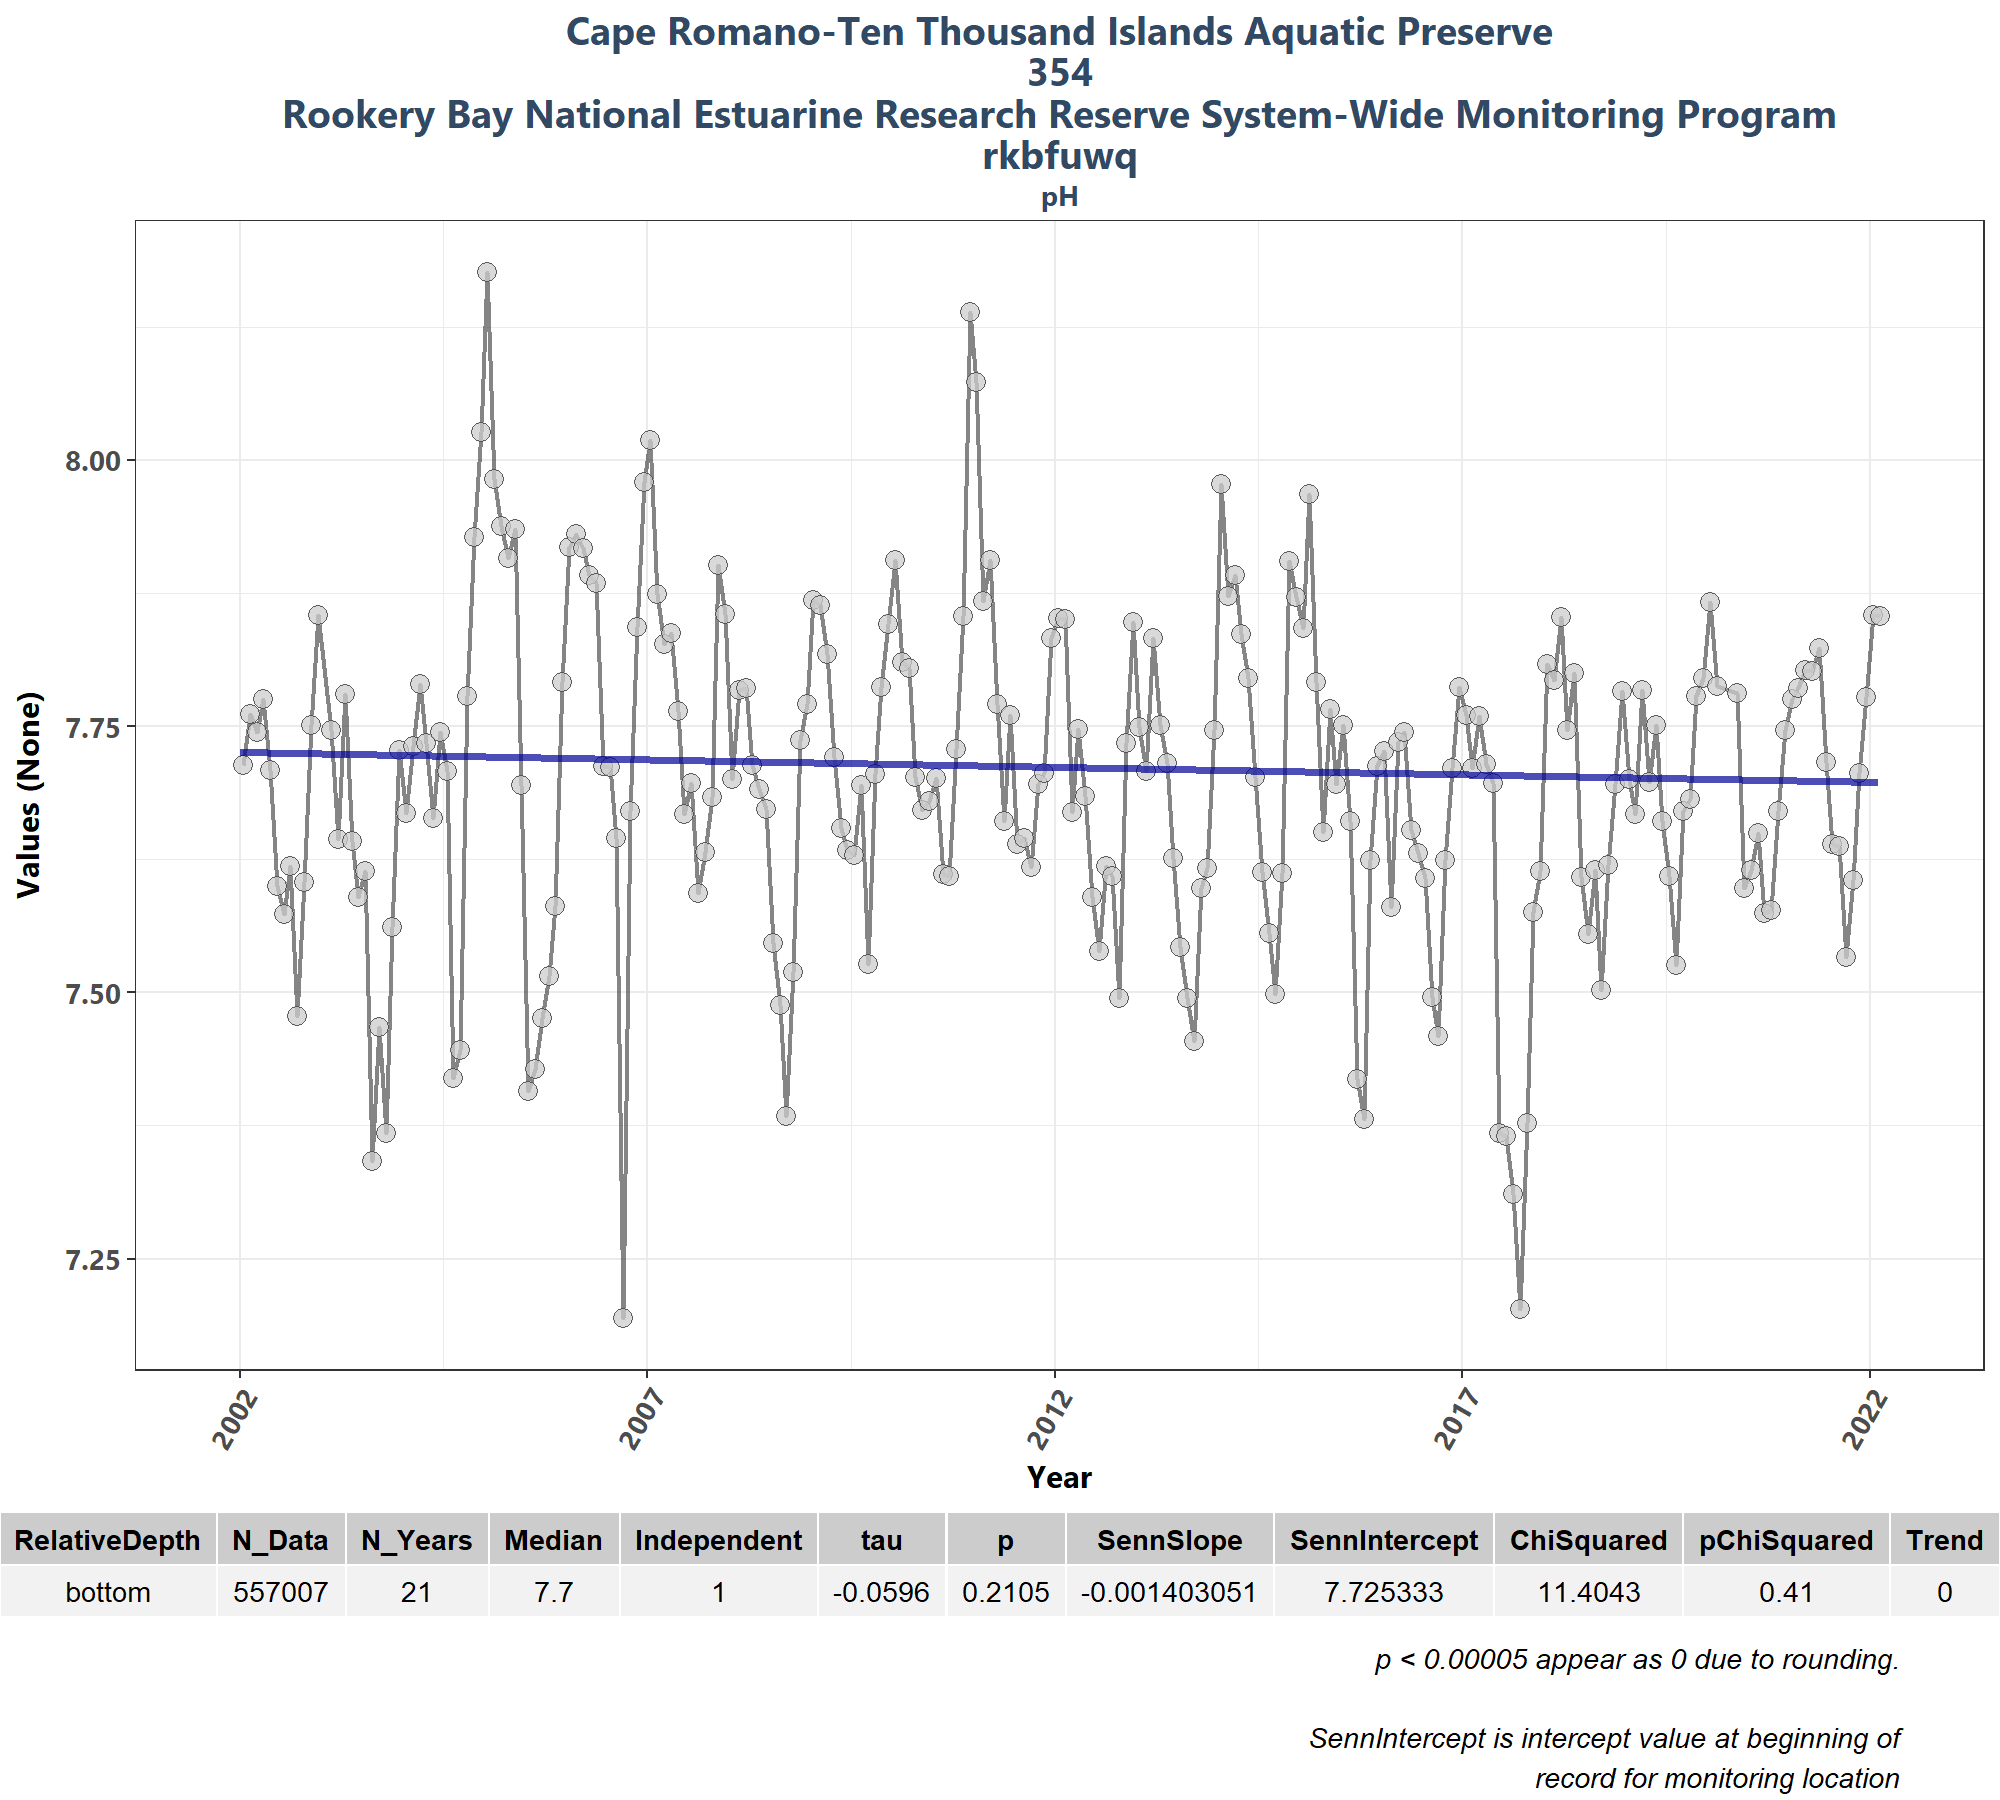 Cape Romano-Ten Thousand Islands Aquatic Preserve
354
Rookery Bay National Estuarine Research Reserve System-Wide Monitoring Program
rkbfuwq
pH
Values (None)
8.00
7.75
7.50
7.25
2002
2007
2012
2017
2022
Year
RelativeDepth N_Data N_Years Median Independent tau p SennSlope SennIntercept ChiSquared pChiSquared Trend
bottom 557007 21 7.7 1 -0.0596 0.2105 -0.001403051 7.725333 11.4043 0.41 0
p < 0.00005 appear as 0 due to rounding.
SennIntercept is intercept value at beginning of
record for monitoring location